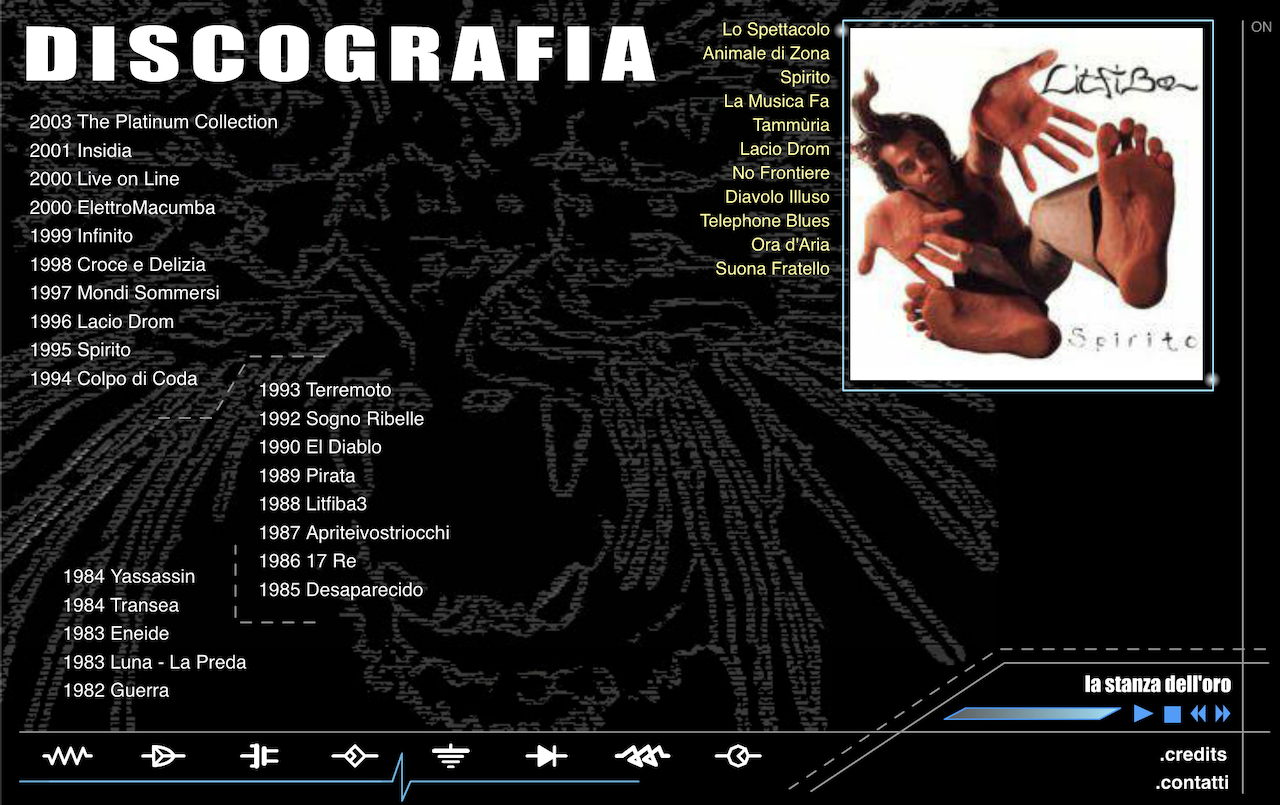 DISCOGRAFIA
2003 The Platinum Collection
2001 Insidia
2000 Live on Line
2000 ElettroMacumba
1999 Infinito
1998 Croce e Delizia
1997 Mondi Sommersi
1996 Lacio Drom
1995 Spirito
1994 Colpo di Coda
1993 Terremoto
1992 Sogno Ribelle
1990 El Diablo
1989 Pirata
1988 Litfiba3
1987 Apriteivostriocchi
1986 17 Re
1985 Desaparecido
1984 Yassassin
1984 Transea
1983 Eneide
1983 Luna - La Preda
1982 Guerra
Lo Spettacolo
Animale di Zona
Spirito
La Musica Fa
Tammùria
Lacio Drom
No Frontiere
Diavolo Illuso
Telephone Blues
Ora d'Aria
Suona Fratello
LitfiBa
Spirito
ON
la stanza dell'oro
.credits
.contatti